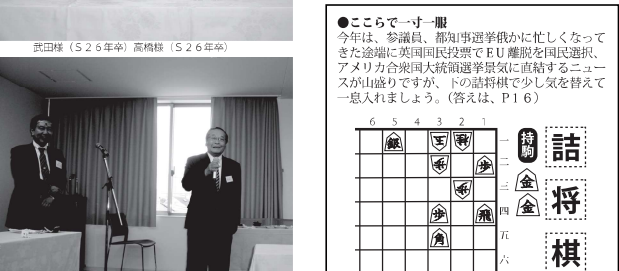 武田様（Ｓ２６年卒）高橋様（Ｓ２６年卒）
●ここらで一寸一服
今年は、参議員、都知事選挙俄かに忙しくなって
きた途端に英国国民投票でＥＵ離脱を国民選択、
アメリカ合衆国大統領選挙景気に直結するニュー
スが山盛りですが、下の詰将棋で少し気を替えて
一息入れましょう。（答えは、Ｐ１６）
詰将棋
持駒
金
金
6 5 4 3 2 1
銀 王 桂 一
歩 二
三
歩 飛 四
角 五
六